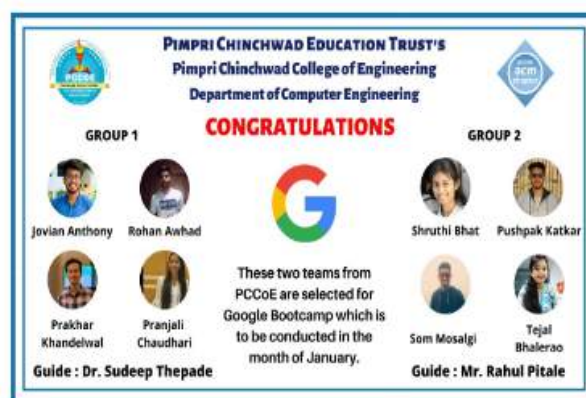 PIMPRI CHINCHWAD EDUCATION TRUST'S
Pimpri Chinchwad College of Engineering
Department of Computer Engineering
PCCOE
acm
CONGRATULATIONS
GROUP 1
Jovian Anthony
Rohan Awhad
Prakhar
Khandelwal
Pranjali
Chaudhari
Guide : Dr. Sudeep Thepade
These two teams from
PCCoE are selected for
Google Bootcamp which is
to be conducted in the
month of January.
GROUP 2
Shruthi Bhat
Pushpak Katkar
Som Mosalgi
Tejal
Bhalerao
Guide : Mr. Rahul Pitale